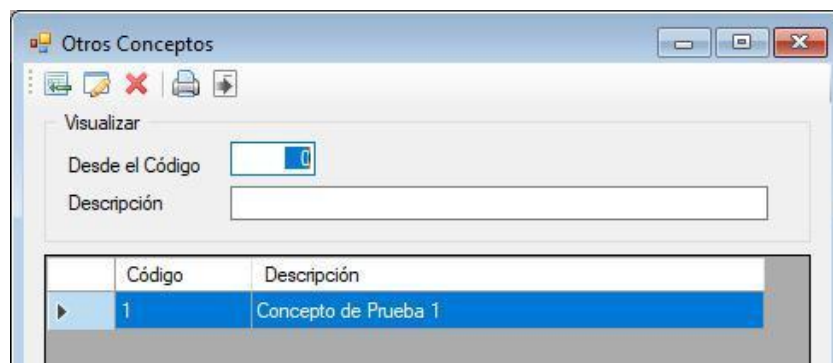 Otros Conceptos
Visualizar
Desde el Código 0
Descripción
Código Descripción
1 Concepto de Prueba 1